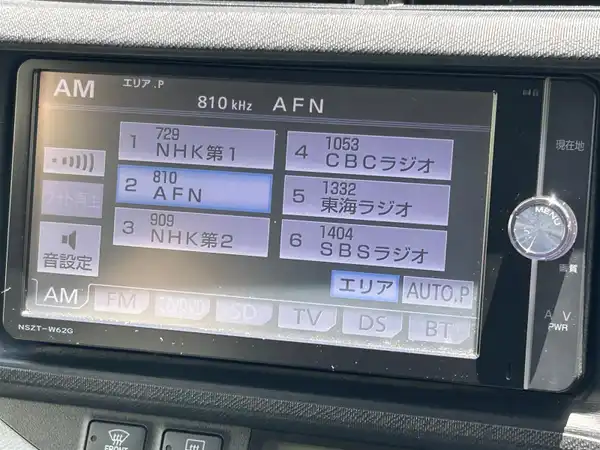 AM エリア.P
810 kHz AFN
1 729 NHK第1
2 810 AFN
3 909 NHK第2
4 1053 CBCラジオ
5 1332 東海ラジオ
6 1404 SBSラジオ
音設定
エリア AUTO.P
AM FM SD TV DS BT
NSZT-W62G
現在地
MENU
画質
∧ ∨
PWR
FRONT